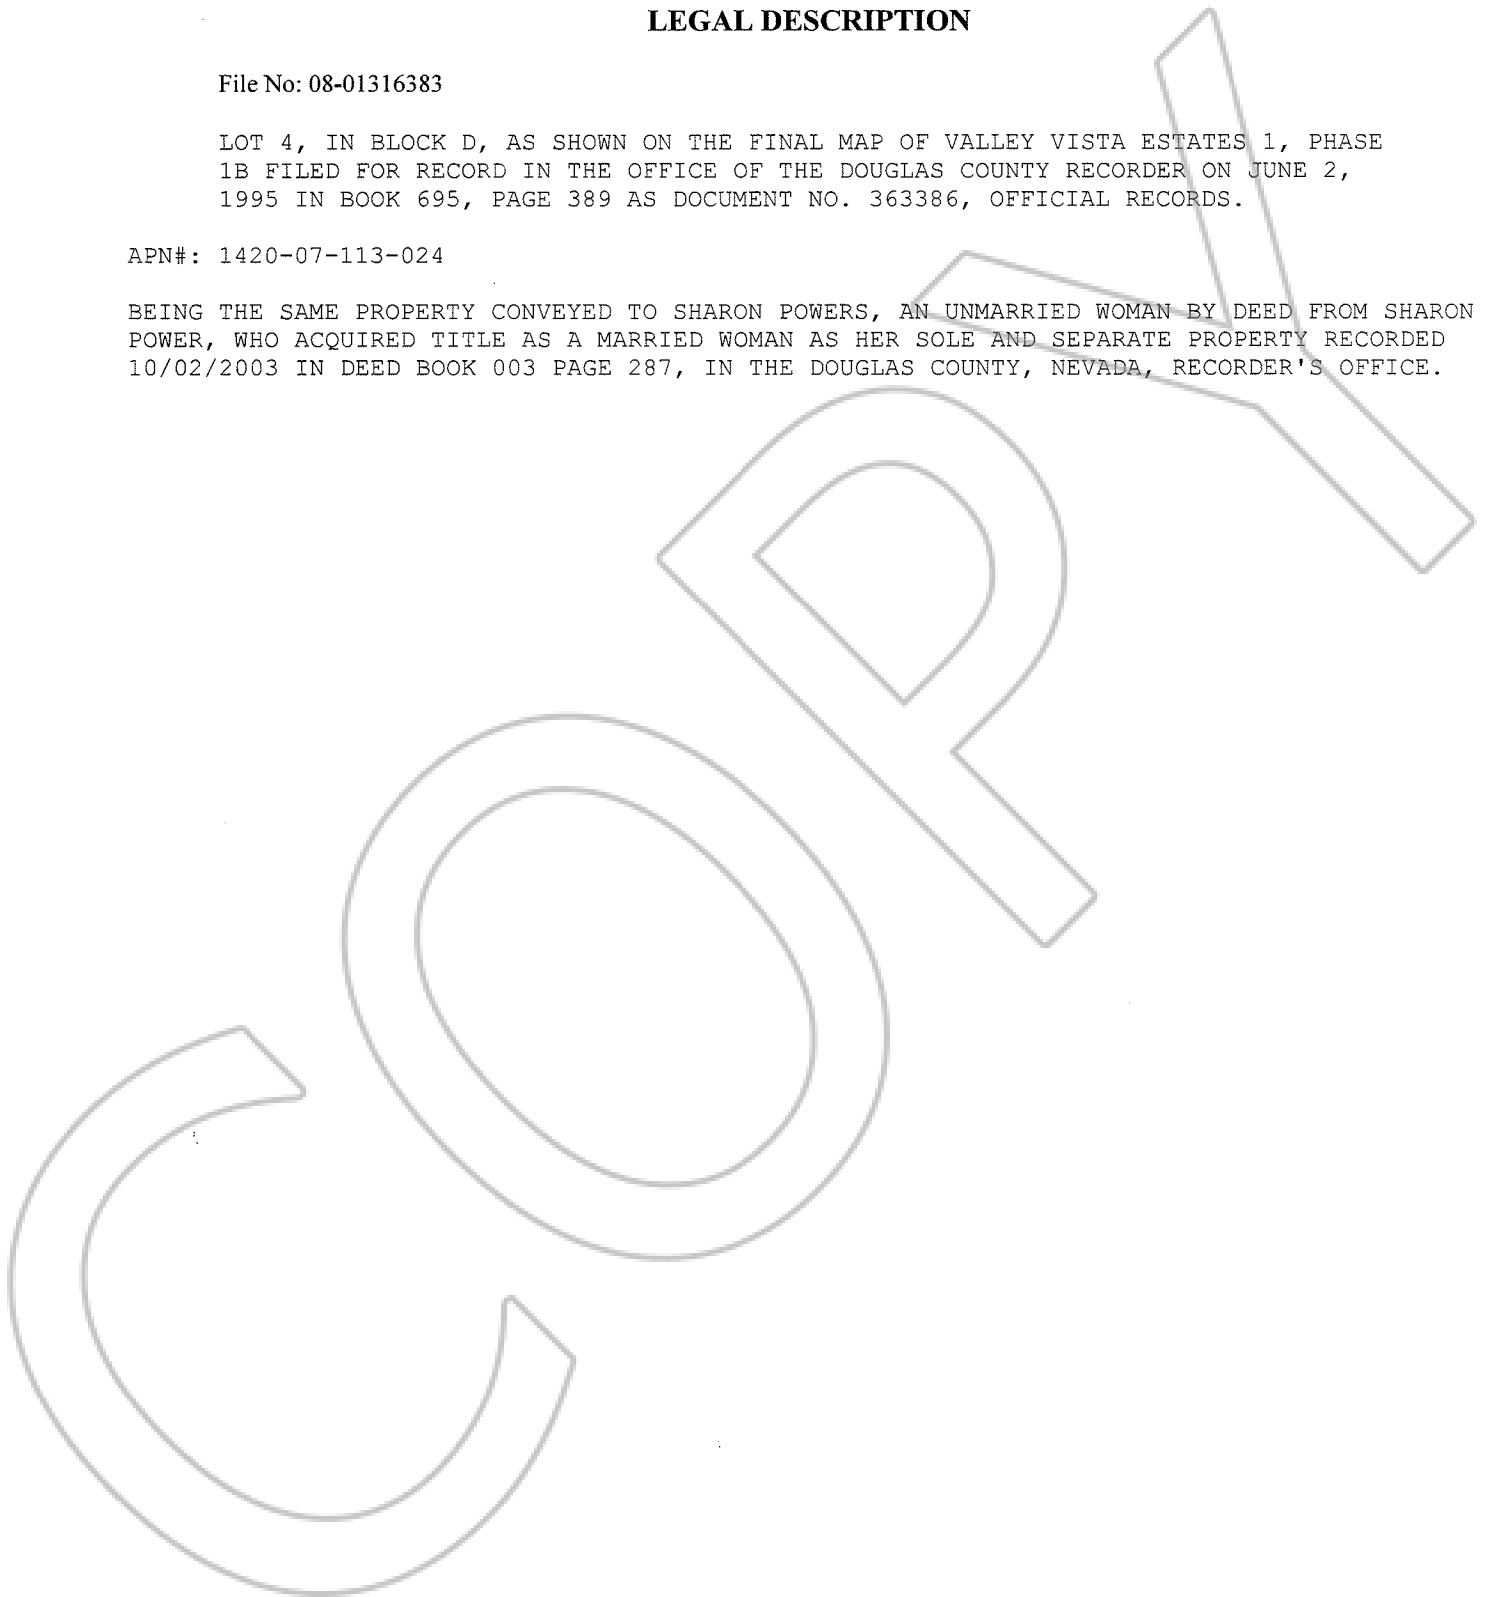 LEGAL DESCRIPTION
File No: 08-01316383
LOT 4, IN BLOCK D, AS SHOWN ON THE FINAL MAP OF VALLEY VISTA ESTATES 1, PHASE
1B FILED FOR RECORD IN THE OFFICE OF THE DOUGLAS COUNTY RECORDER ON JUNE 2,
1995 IN BOOK 695, PAGE 389 AS DOCUMENT NO. 363386, OFFICIAL RECORDS.
APN#: 1420-07-113-024
BEING THE SAME PROPERTY CONVEYED TO SHARON POWERS, AN UNMARRIED WOMAN BY DEED FROM SHARON
POWER, WHO ACQUIRED TITLE AS A MARRIED WOMAN AS HER SOLE AND SEPARATE PROPERTY RECORDED
10/02/2003 IN DEED BOOK 003 PAGE 287, IN THE DOUGLAS COUNTY, NEVADA, RECORDER'S OFFICE.
COPY